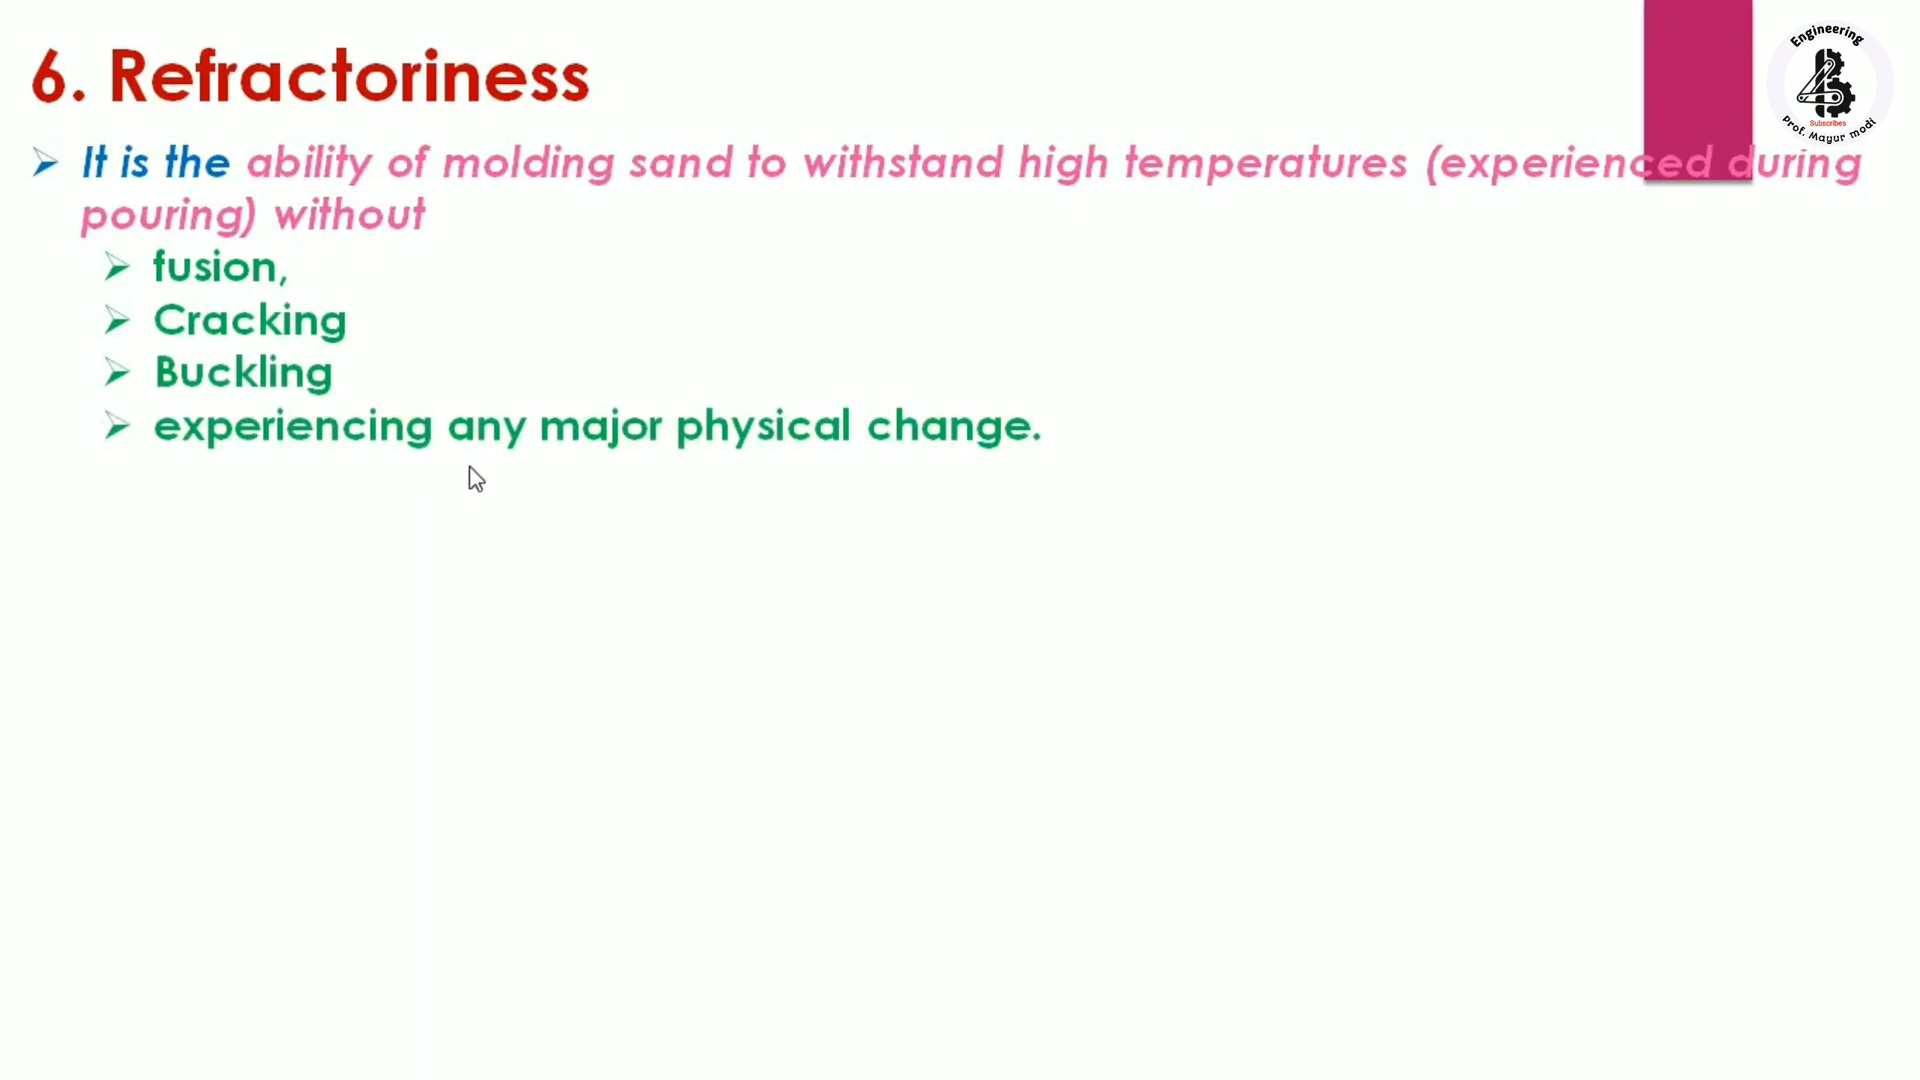 6. Refractoriness
Engineering
Subscribes
Prof. Mayur modi
➢ It is the ability of molding sand to withstand high temperatures (experienced during
pouring) without
➢ fusion,
➢ Cracking
➢ Buckling
➢ experiencing any major physical change.